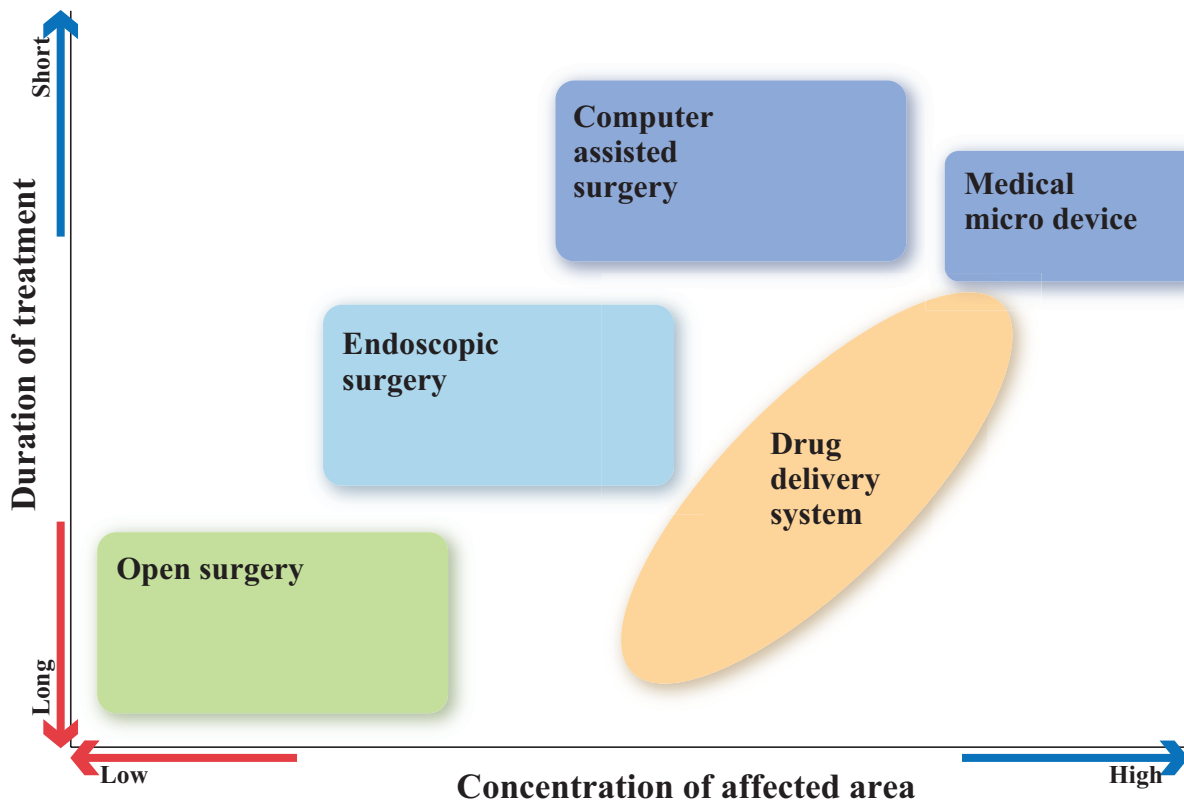 Short
Duration of treatment
Long
Computer
assisted
surgery
Medical
micro device
Endoscopic
surgery
Drug
delivery
system
Open surgery
Low
Concentration of affected area
High